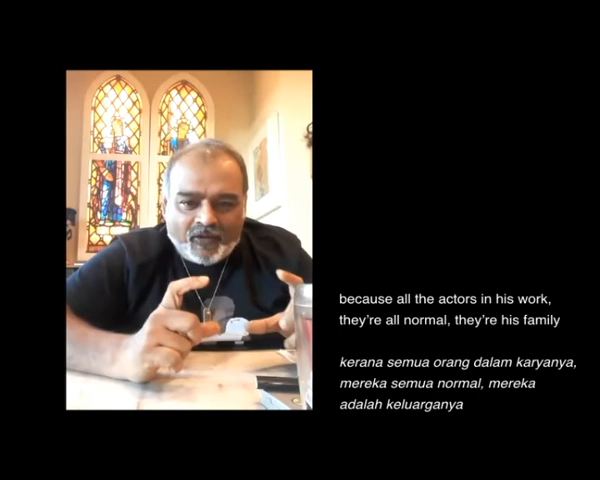 because all the actors in his work,
they're all normal, they're his family
kerana semua orang dalam karyanya,
mereka semua normal, mereka
adalah keluarganya